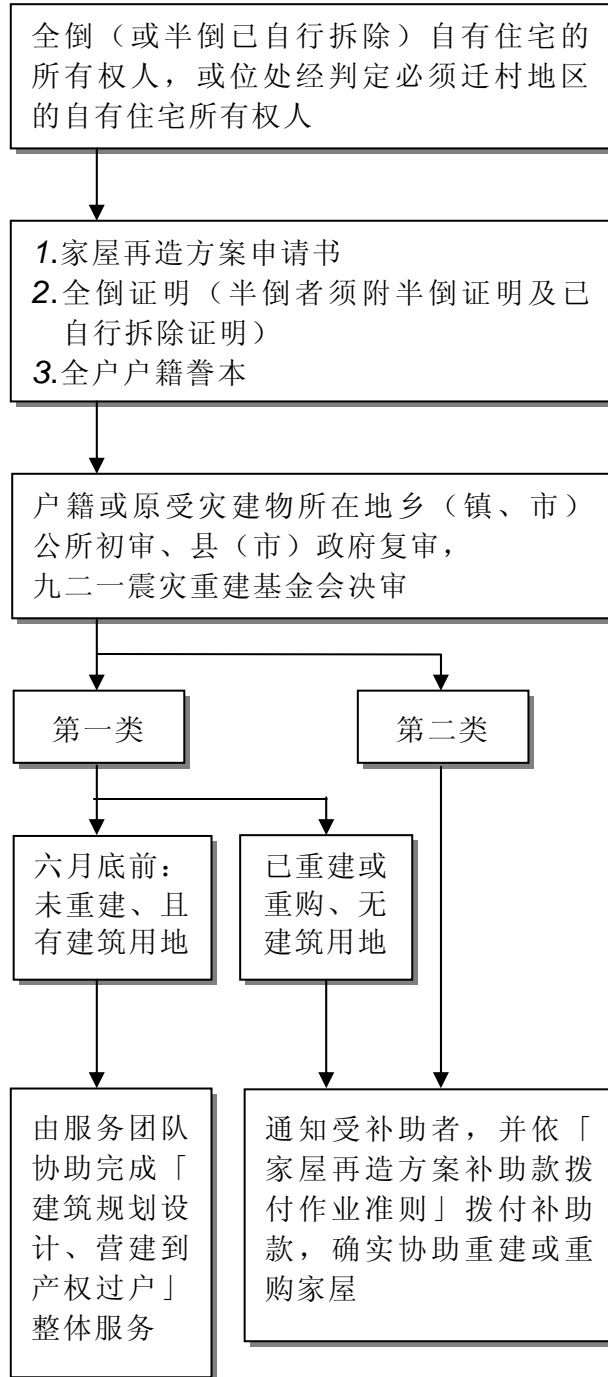 全倒（或半倒已自行拆除）自有住宅的
所有权人，或位处经判定必须迁村地区
的自有住宅所有权人
1.家屋再造方案申请书
2.全倒证明（半倒者须附半倒证明及已
自行拆除证明）
3.全户户籍誊本
户籍或原受灾建物所在地乡（镇、市）
公所初审、县（市）政府复审，
九二一震灾重建基金会决审
第一类
第二类
六月底前：
未重建、且
有建筑用地
已重建或
重购、无
建筑用地
由服务团队
协助完成「
建筑规划设
计、营建到
产权过户」
整体服务
通知受补助者，并依「
家屋再造方案补助款拨
付作业准则」拨付补助
款，确实协助重建或重
购家屋